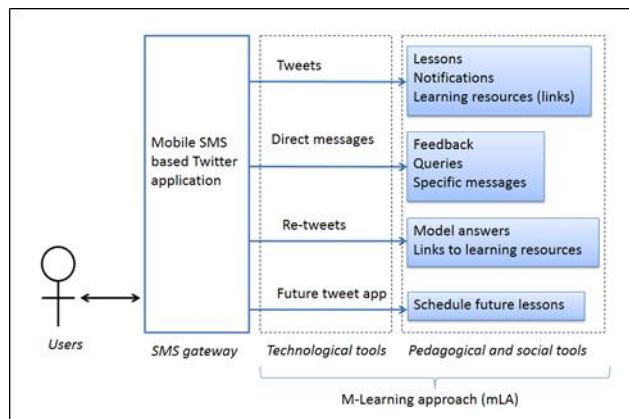 Mobile SMS
based Twitter
application
Tweets
Lessons
Notifications
Learning resources (links)
Direct messages
Feedback
Queries
Specific messages
Re-tweets
Model answers
Links to learning resources
Future tweet app
Schedule future lessons
Users
SMS gateway
Technological tools
Pedagogical and social tools
M-Learning approach (mLA)